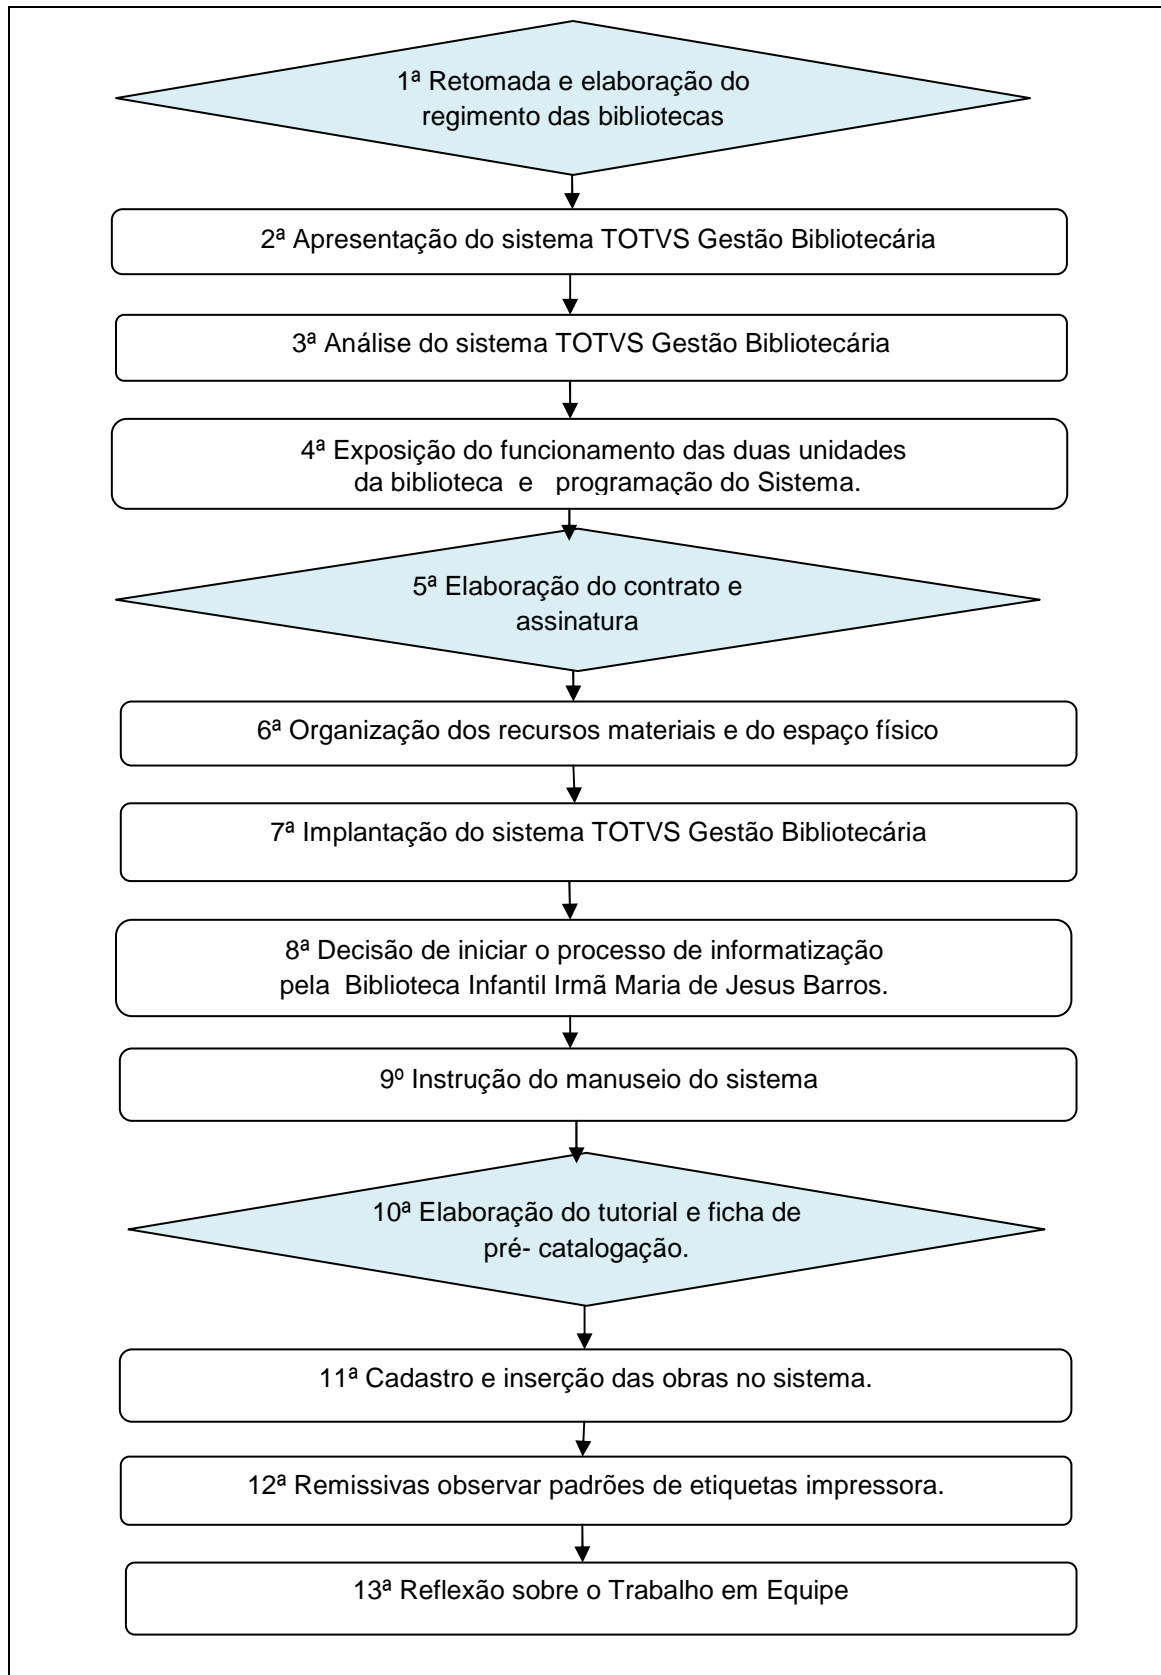 1ª Retomada e elaboração do
regimento das bibliotecas
2ª Apresentação do sistema TOTVS Gestão Bibliotecária
3ª Análise do sistema TOTVS Gestão Bibliotecária
4ª Exposição do funcionamento das duas unidades
da biblioteca e programação do Sistema.
5ª Elaboração do contrato e
assinatura
6ª Organização dos recursos materiais e do espaço físico
7ª Implantação do sistema TOTVS Gestão Bibliotecária
8ª Decisão de iniciar o processo de informatização
pela Biblioteca Infantil Irmã Maria de Jesus Barros.
9º Instrução do manuseio do sistema
10ª Elaboração do tutorial e ficha de
pré- catalogação.
11ª Cadastro e inserção das obras no sistema.
12ª Remissivas observar padrões de etiquetas impressora.
13ª Reflexão sobre o Trabalho em Equipe